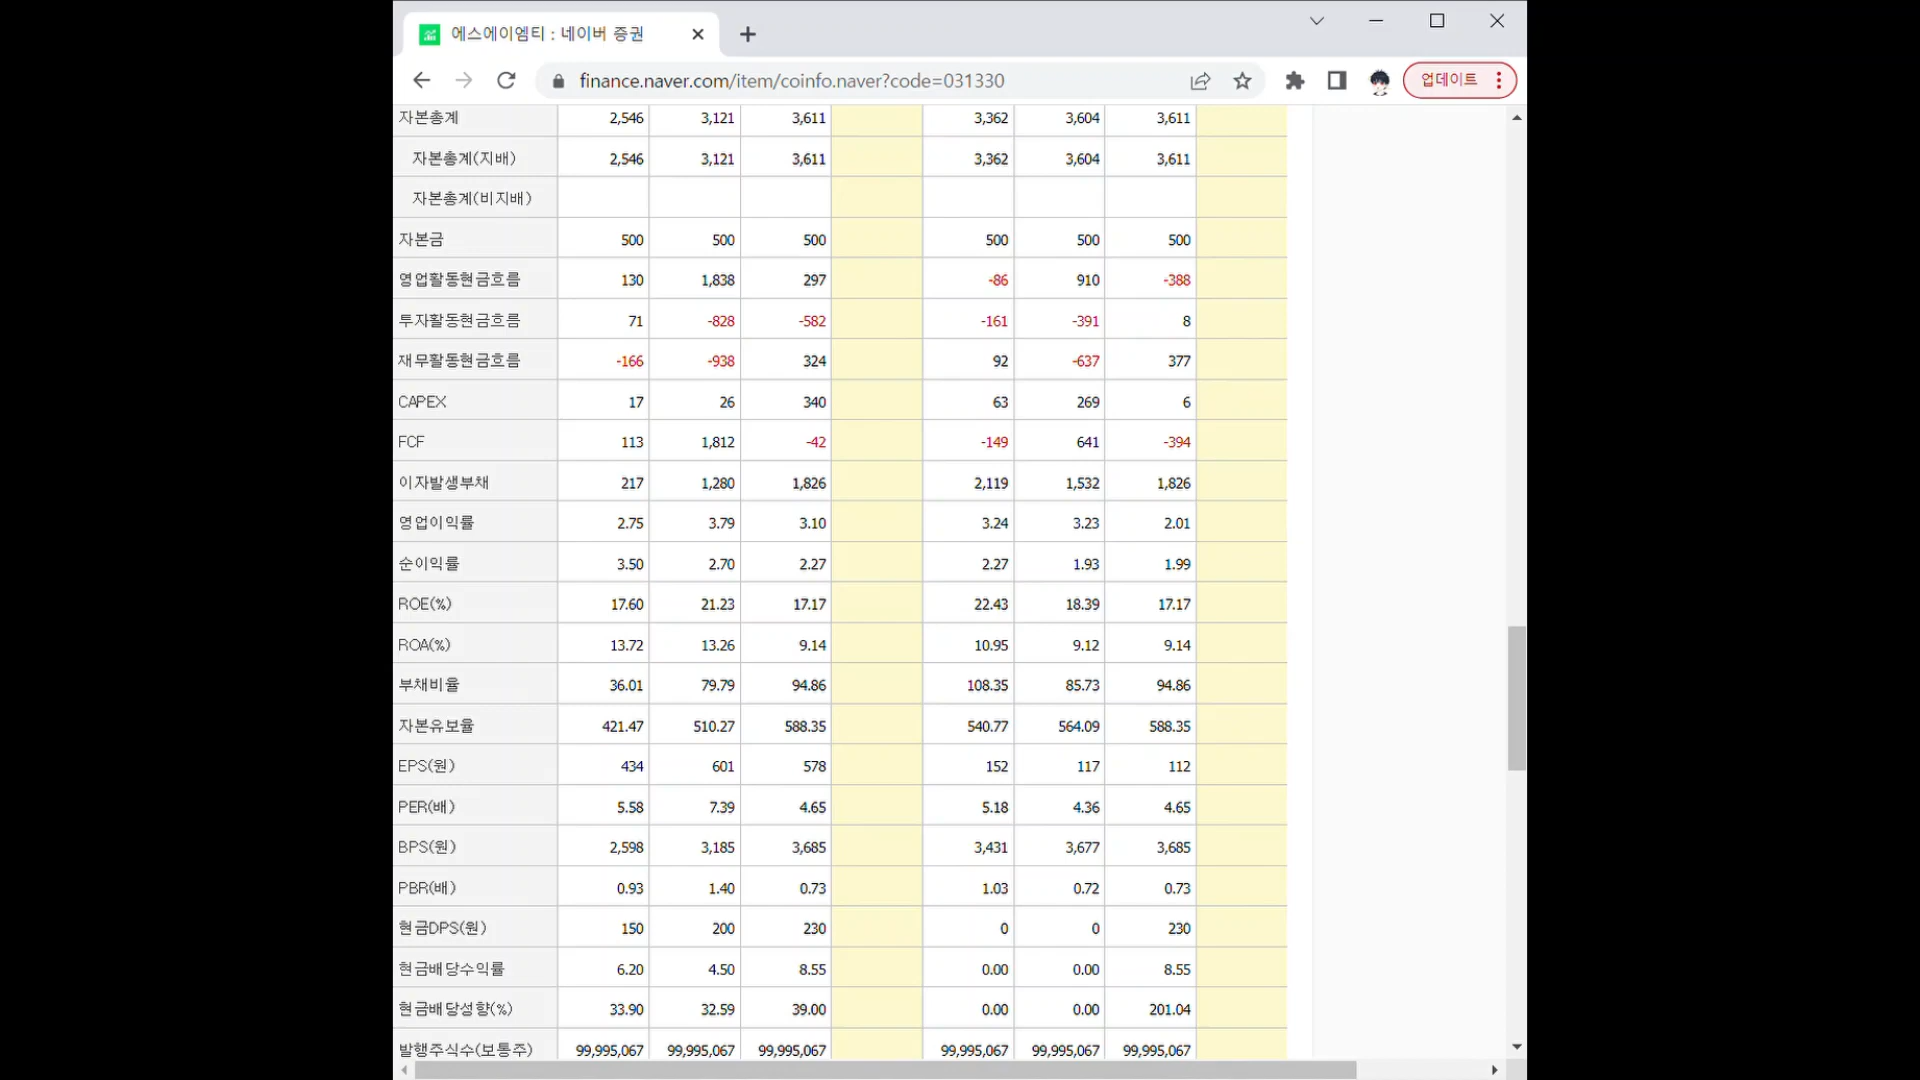 에스에이엠티 : 네이버 증권
finance.naver.com/item/coinfo.naver?code=031330
업데이트
자본총계 2,546 3,121 3,611 3,362 3,604 3,611
자본총계(지배) 2,546 3,121 3,611 3,362 3,604 3,611
자본총계(비지배)
자본금 500 500 500 500 500 500
영업활동현금흐름 130 1,838 297 -86 910 -388
투자활동현금흐름 71 -828 -582 -161 -391 8
재무활동현금흐름 -166 -938 324 92 -637 377
CAPEX 17 26 340 63 269 6
FCF 113 1,812 -42 -149 641 -394
이자발생부채 217 1,280 1,826 2,119 1,532 1,826
영업이익률 2.75 3.79 3.10 3.24 3.23 2.01
순이익률 3.50 2.70 2.27 2.27 1.93 1.99
ROE(%) 17.60 21.23 17.17 22.43 18.39 17.17
ROA(%) 13.72 13.26 9.14 10.95 9.12 9.14
부채비율 36.01 79.79 94.86 108.35 85.73 94.86
자본유보율 421.47 510.27 588.35 540.77 564.09 588.35
EPS(원) 434 601 578 152 117 112
PER(배) 5.58 7.39 4.65 5.18 4.36 4.65
BPS(원) 2,598 3,185 3,685 3,431 3,677 3,685
PBR(배) 0.93 1.40 0.73 1.03 0.72 0.73
현금DPS(원) 150 200 230 0 0 230
현금배당수익률 6.20 4.50 8.55 0.00 0.00 8.55
현금배당성향(%) 33.90 32.59 39.00 0.00 0.00 201.04
발행주식수(보통주) 99,995,067 99,995,067 99,995,067 99,995,067 99,995,067 99,995,067